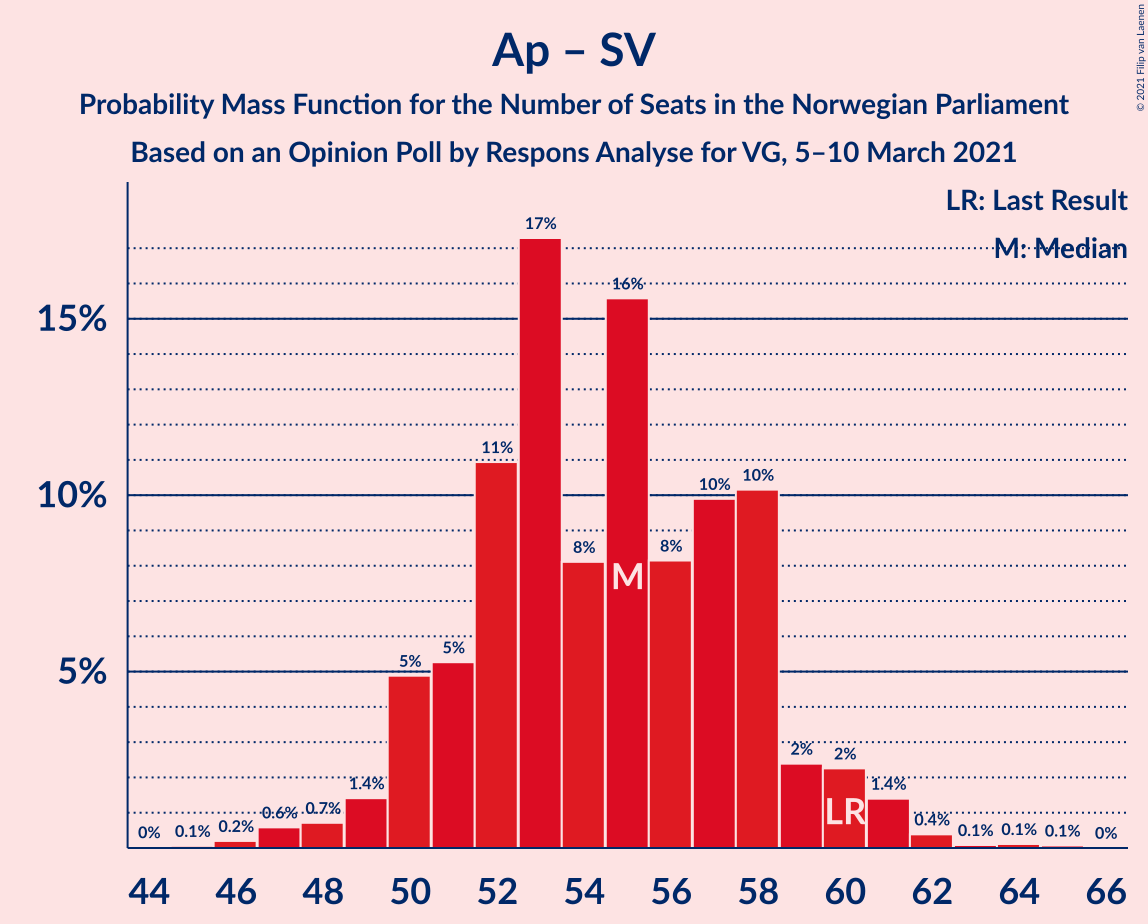 Ap – SV
Probability Mass Function for the Number of Seats in the Norwegian Parliament
Based on an Opinion Poll by Respons Analyse for VG, 5–10 March 2021
© 2021 Filip van Laenen
LR: Last Result
M: Median
15%
10%
5%
0%
0.1%
0.2%
0.6%
0.7%
1.4%
5%
5%
11%
17%
8%
16%
8%
10%
10%
2%
2%
1.4%
0.4%
0.1%
0.1%
0.1%
0%
M
LR
44 46 48 50 52 54 56 58 60 62 64 66